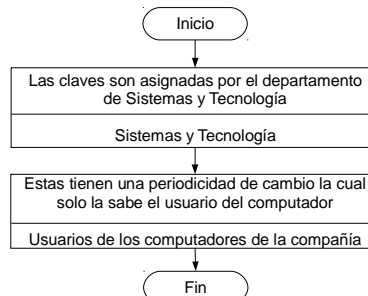 Inicio
Las claves son asignadas por el departamento
de Sistemas y Tecnología
Sistemas y Tecnología
Estas tienen una periodicidad de cambio la cual
solo la sabe el usuario del computador
Usuarios de los computadores de la compañía
Fin